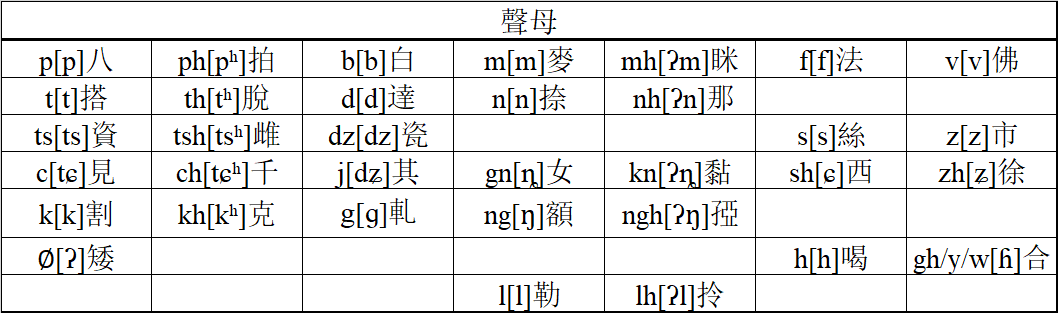 聲母
p[p]八 ph[pʰ]拍 b[b]白 m[m]麥 mh[ʔm]眯 f[f]法 v[v]佛
t[t]搭 th[tʰ]脫 d[d]達 n[n]捺 nh[ʔn]那
ts[ts]資 tsh[tsʰ]雌 dz[dz]瓷 s[s]絲 z[z]市
c[tɕ]見 ch[tɕʰ]千 j[dʑ]其 gn[ȵ]女 kn[ʔȵ]黏 sh[ɕ]西 zh[ʑ]徐
k[k]割 kh[kʰ]克 g[ɡ]軋 ng[ŋ]額 ngh[ʔŋ]挜
Ø[ʔ]矮 h[h]喝 gh/y/w[ɦ]合
l[l]勒 lh[ʔl]拎